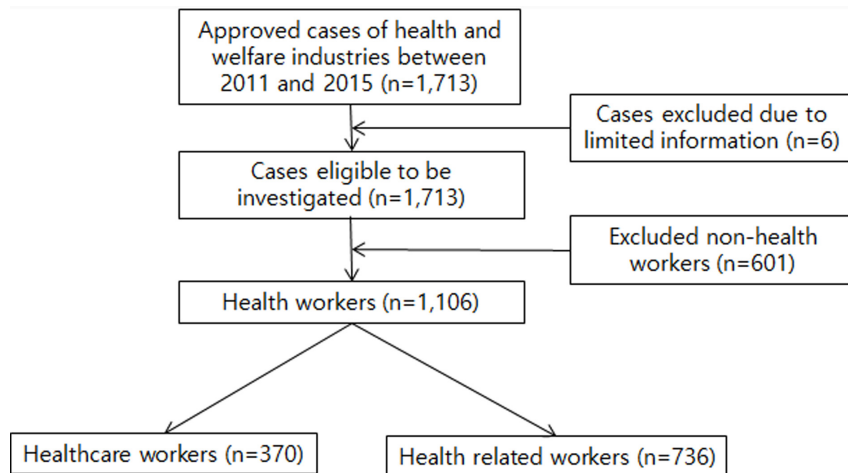 Approved cases of health and
welfare industries between
2011 and 2015 (n=1,713)
Cases excluded due to
limited information (n=6)
Cases eligible to be
investigated (n=1,713)
Excluded non-health
workers (n=601)
Health workers (n=1,106)
Healthcare workers (n=370)
Health related workers (n=736)